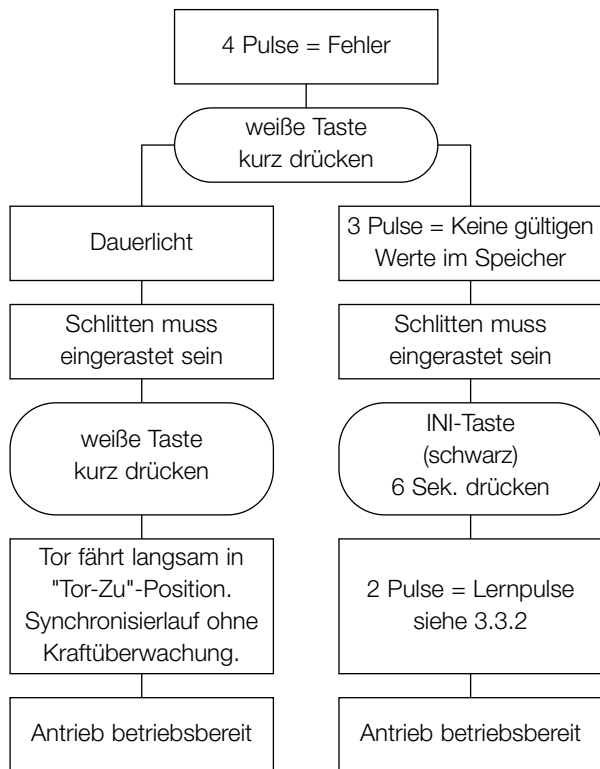 4 Pulse = Fehler
weiße Taste
kurz drücken
Dauerlicht
Schlitten muss
eingerastet sein
weiße Taste
kurz drücken
Tor fährt langsam in
"Tor-Zu"-Position.
Synchronisierlauf ohne
Kraftüberwachung.
Antrieb betriebsbereit
3 Pulse = Keine gültigen
Werte im Speicher
Schlitten muss
eingerastet sein
INI-Taste
(schwarz)
6 Sek. drücken
2 Pulse = Lernpulse
siehe 3.3.2
Antrieb betriebsbereit